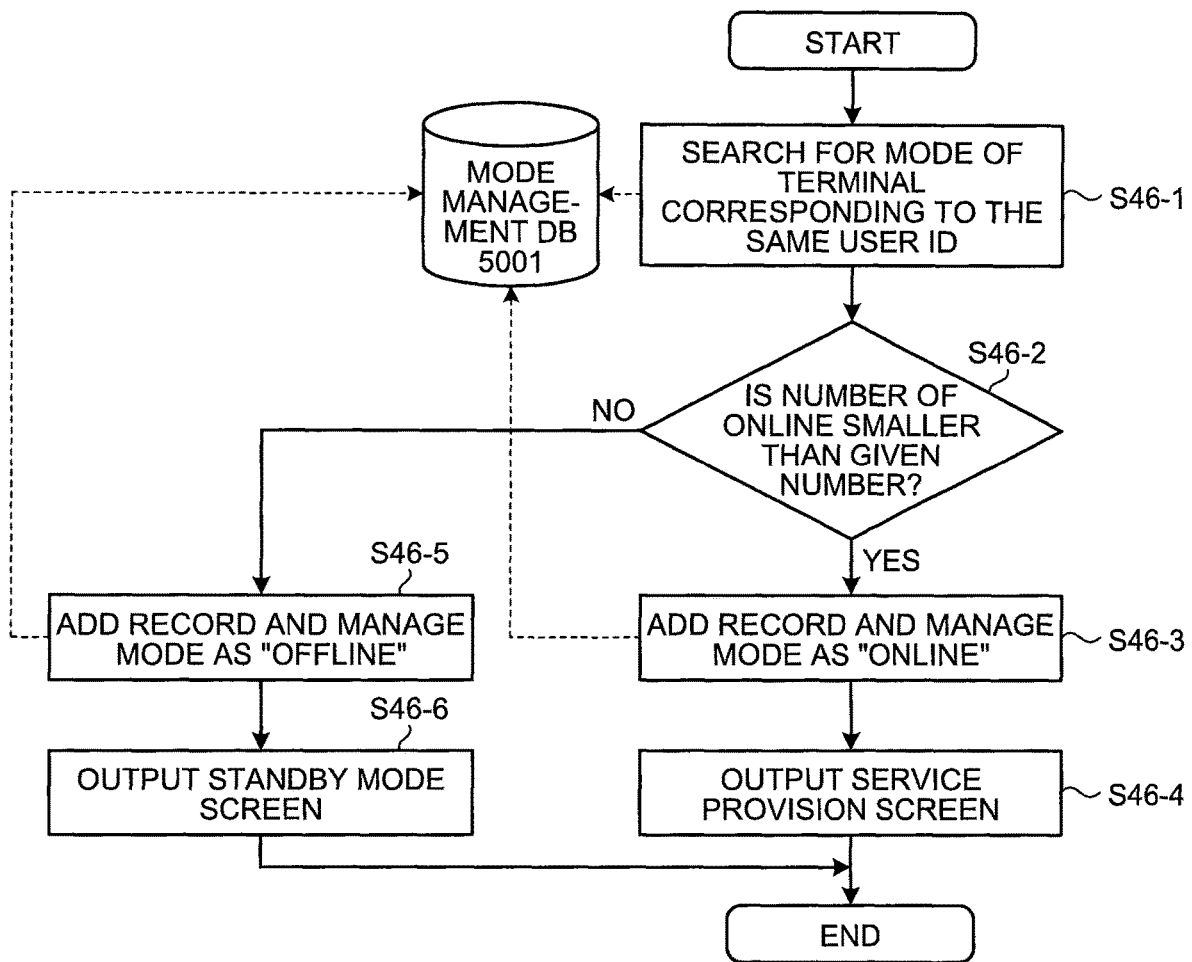 START
SEARCH FOR MODE OF
TERMINAL
CORRESPONDING TO THE
SAME USER ID
S46-1
MODE
MANAGE-
MENT DB
5001
S46-2
IS NUMBER OF
ONLINE SMALLER
THAN GIVEN
NUMBER?
NO
YES
S46-5
ADD RECORD AND MANAGE
MODE AS "OFFLINE"
ADD RECORD AND MANAGE
MODE AS "ONLINE"
S46-3
S46-6
OUTPUT STANDBY MODE
SCREEN
OUTPUT SERVICE
PROVISION SCREEN
S46-4
END